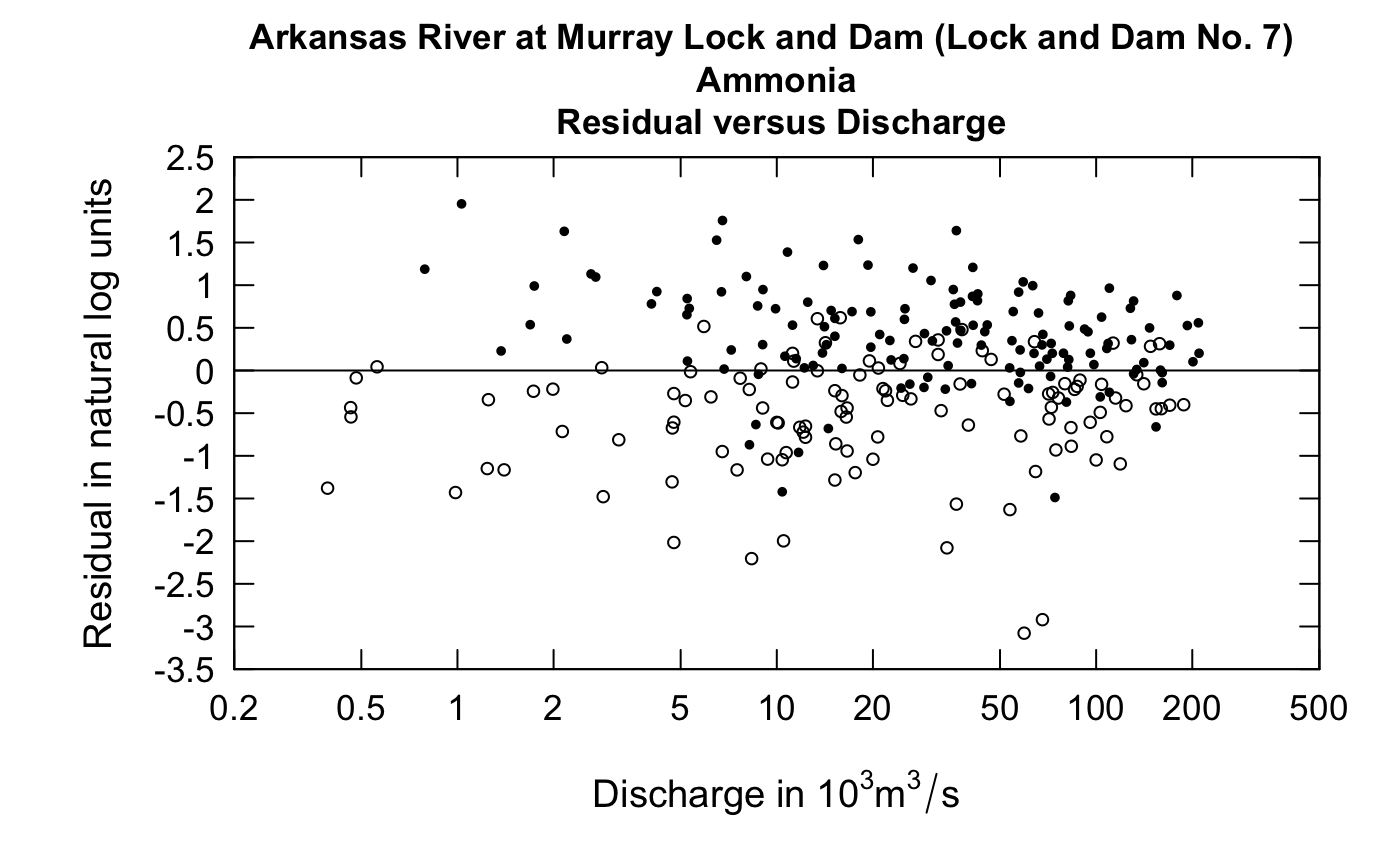 Arkansas River at Murray Lock and Dam (Lock and Dam No. 7)
Ammonia
Residual versus Discharge
Residual in natural log units
2.5
2
1.5
1
0.5
0
-0.5
-1
-1.5
-2
-2.5
-3
-3.5
0.2 0.5 1 2 5 10 20 50 100 200 500
Discharge in 10³m³/s